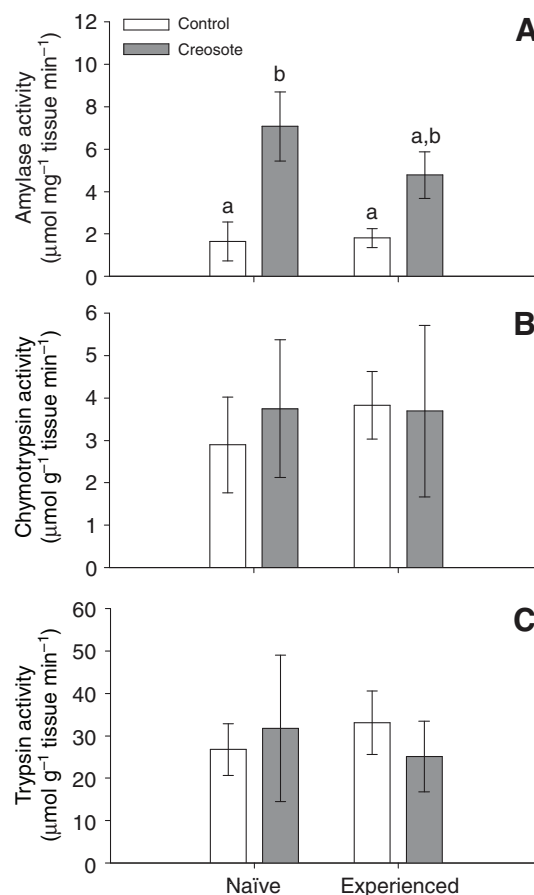 12
10
8
6
4
2
0
Amylase activity
(µmol mg⁻¹ tissue min⁻¹)
Control
Creosote
A
a
b
a
a,b
6
5
4
3
2
1
0
Chymotrypsin activity
(µmol g⁻¹ tissue min⁻¹)
B
60
50
40
30
20
10
0
Trypsin activity
(µmol g⁻¹ tissue min⁻¹)
C
Naïve Experienced